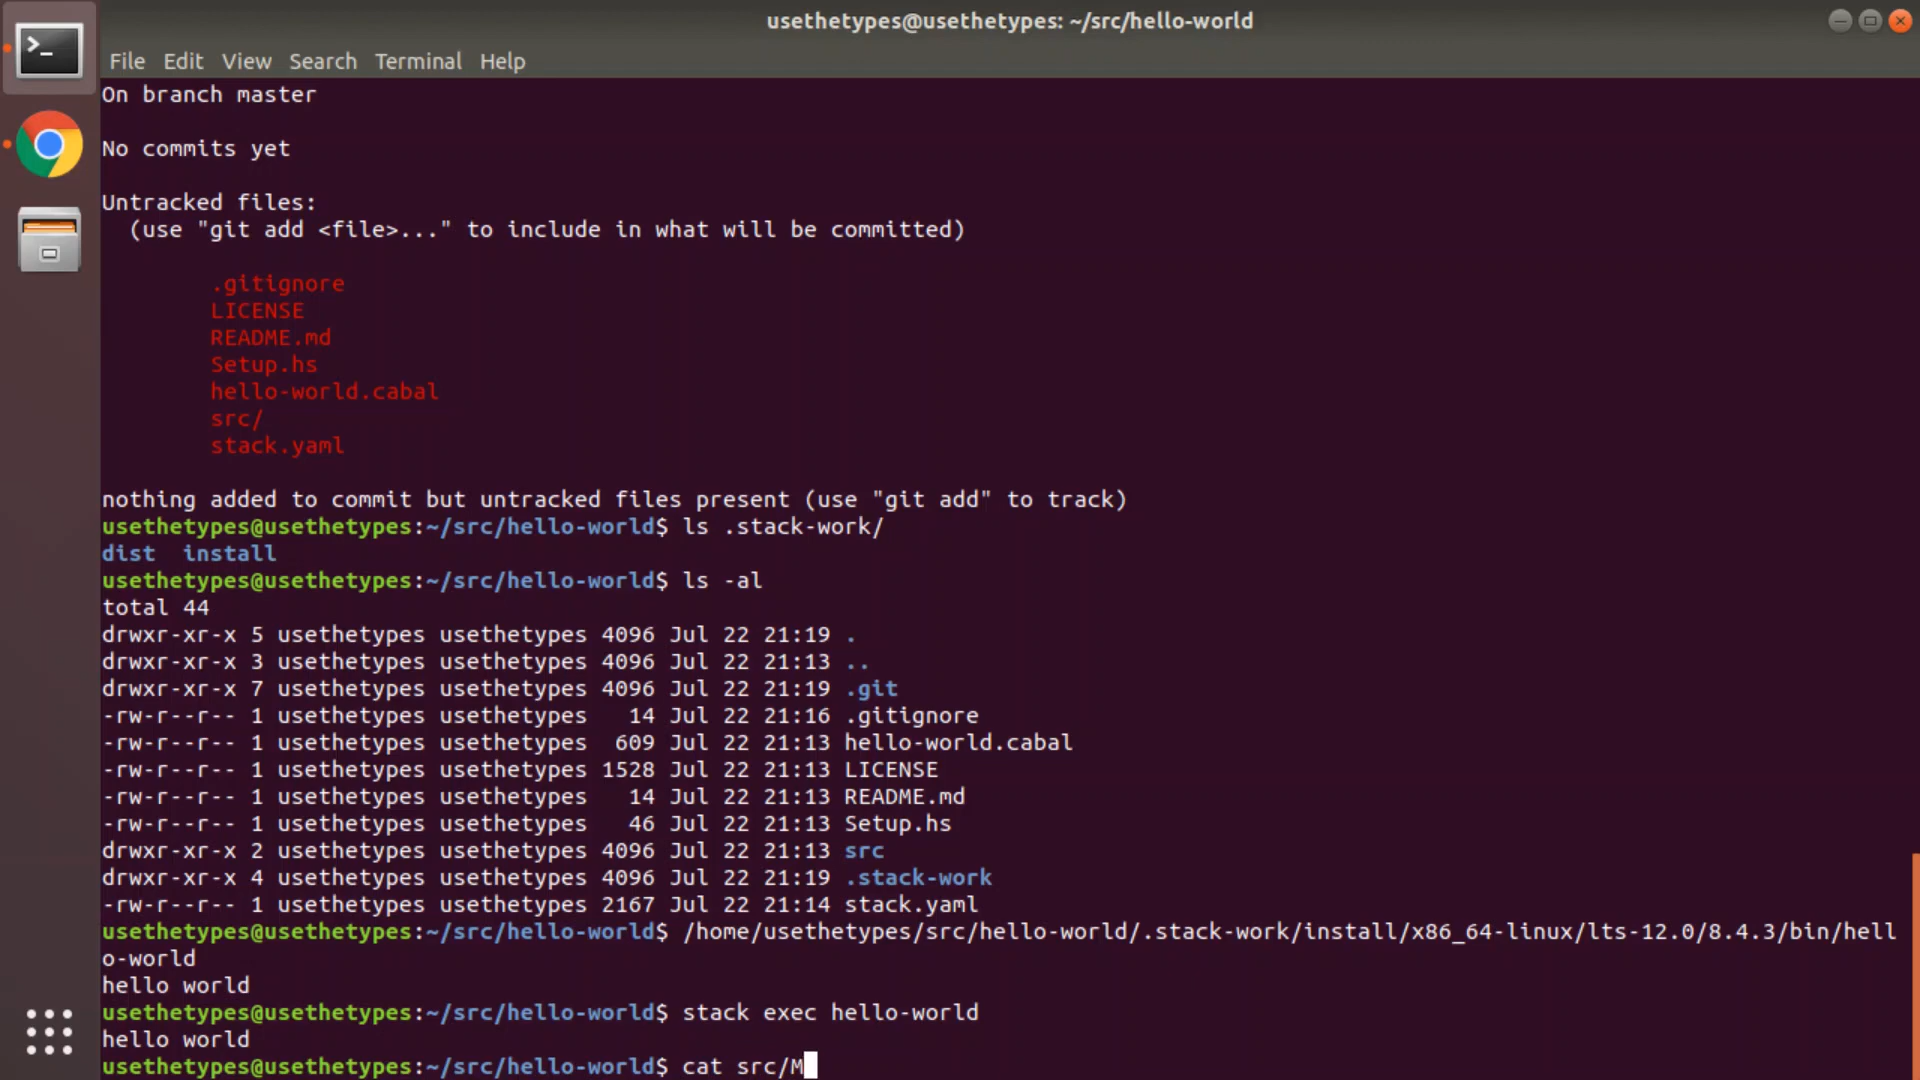 usethetypes@usethetypes: ~/src/hello-world
File Edit View Search Terminal Help
On branch master
No commits yet
Untracked files:
  (use "git add <file>..." to include in what will be committed)
        .gitignore
        LICENSE
        README.md
        Setup.hs
        hello-world.cabal
        src/
        stack.yaml
nothing added to commit but untracked files present (use "git add" to track)
usethetypes@usethetypes:~/src/hello-world$ ls .stack-work/
dist  install
usethetypes@usethetypes:~/src/hello-world$ ls -al
total 44
drwxr-xr-x 5 usethetypes usethetypes 4096 Jul 22 21:19 .
drwxr-xr-x 3 usethetypes usethetypes 4096 Jul 22 21:13 ..
drwxr-xr-x 7 usethetypes usethetypes 4096 Jul 22 21:19 .git
-rw-r--r-- 1 usethetypes usethetypes   14 Jul 22 21:16 .gitignore
-rw-r--r-- 1 usethetypes usethetypes  609 Jul 22 21:13 hello-world.cabal
-rw-r--r-- 1 usethetypes usethetypes 1528 Jul 22 21:13 LICENSE
-rw-r--r-- 1 usethetypes usethetypes   14 Jul 22 21:13 README.md
-rw-r--r-- 1 usethetypes usethetypes   46 Jul 22 21:13 Setup.hs
drwxr-xr-x 2 usethetypes usethetypes 4096 Jul 22 21:13 src
drwxr-xr-x 4 usethetypes usethetypes 4096 Jul 22 21:19 .stack-work
-rw-r--r-- 1 usethetypes usethetypes 2167 Jul 22 21:14 stack.yaml
usethetypes@usethetypes:~/src/hello-world$ /home/usethetypes/src/hello-world/.stack-work/install/x86_64-linux/lts-12.0/8.4.3/bin/hell
o-world
hello world
usethetypes@usethetypes:~/src/hello-world$ stack exec hello-world
hello world
usethetypes@usethetypes:~/src/hello-world$ cat src/M